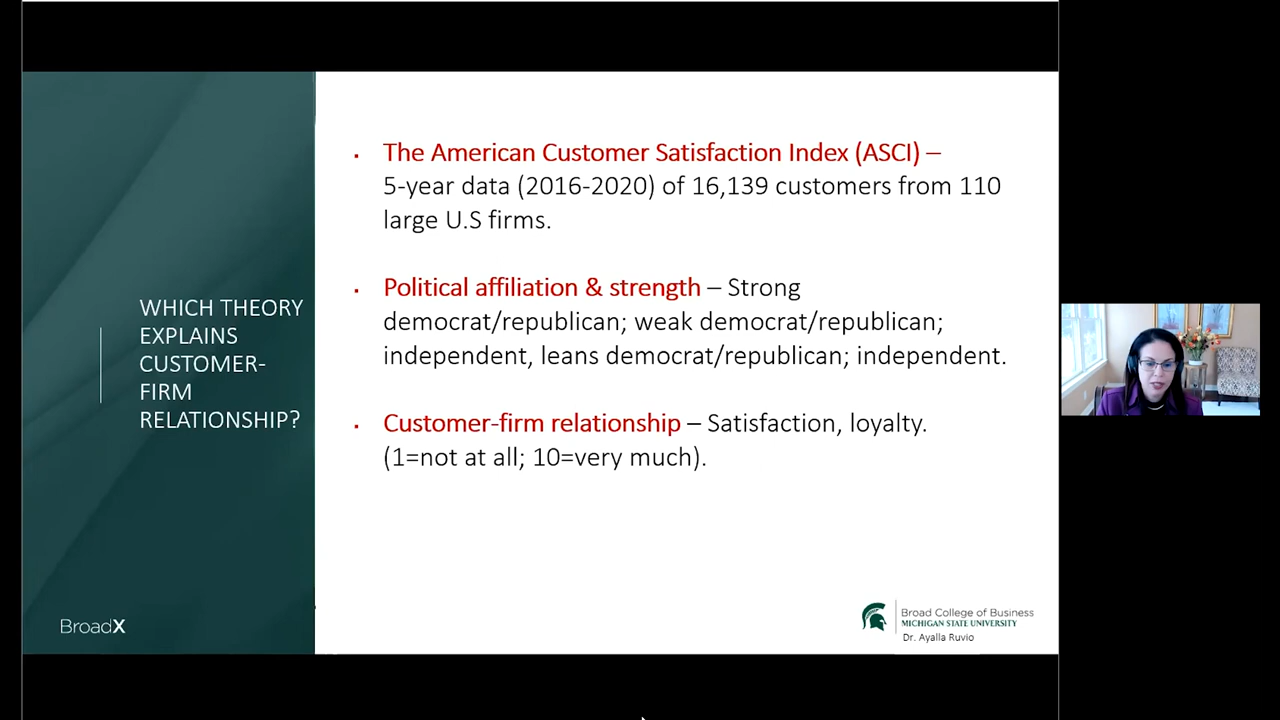 WHICH THEORY
EXPLAINS
CUSTOMER-
FIRM
RELATIONSHIP?
BroadX
▪ The American Customer Satisfaction Index (ASCI) –
5-year data (2016-2020) of 16,139 customers from 110
large U.S firms.
▪ Political affiliation & strength – Strong
democrat/republican; weak democrat/republican;
independent, leans democrat/republican; independent.
▪ Customer-firm relationship – Satisfaction, loyalty.
(1=not at all; 10=very much).
Broad College of Business
MICHIGAN STATE UNIVERSITY
Dr. Ayalla Ruvio